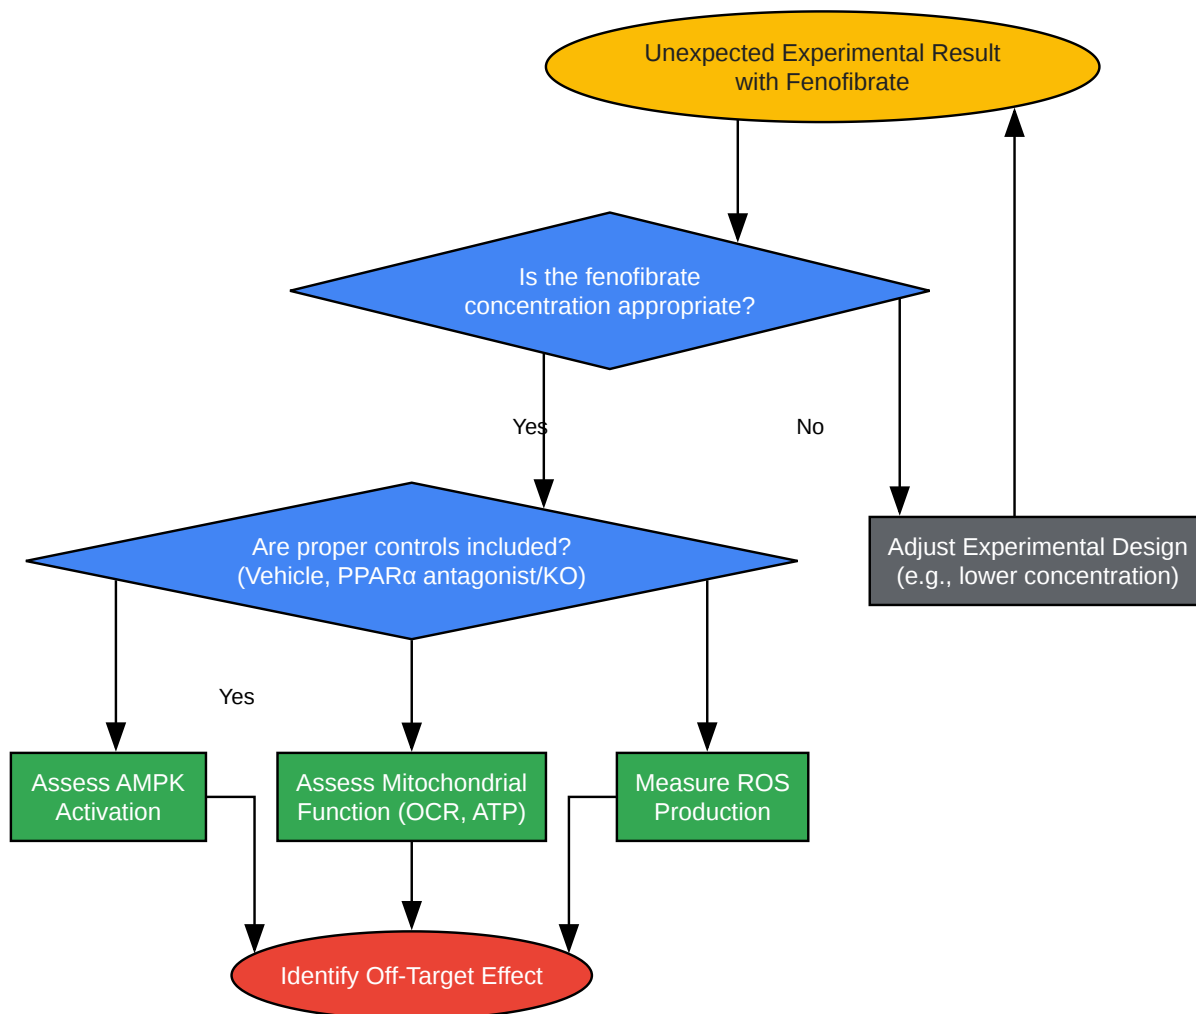 Unexpected Experimental Result
with Fenofibrate
Is the fenofibrate
concentration appropriate?
Yes
No
Are proper controls included?
(Vehicle, PPARα antagonist/KO)
Adjust Experimental Design
(e.g., lower concentration)
Yes
Assess AMPK
Activation
Assess Mitochondrial
Function (OCR, ATP)
Measure ROS
Production
Identify Off-Target Effect